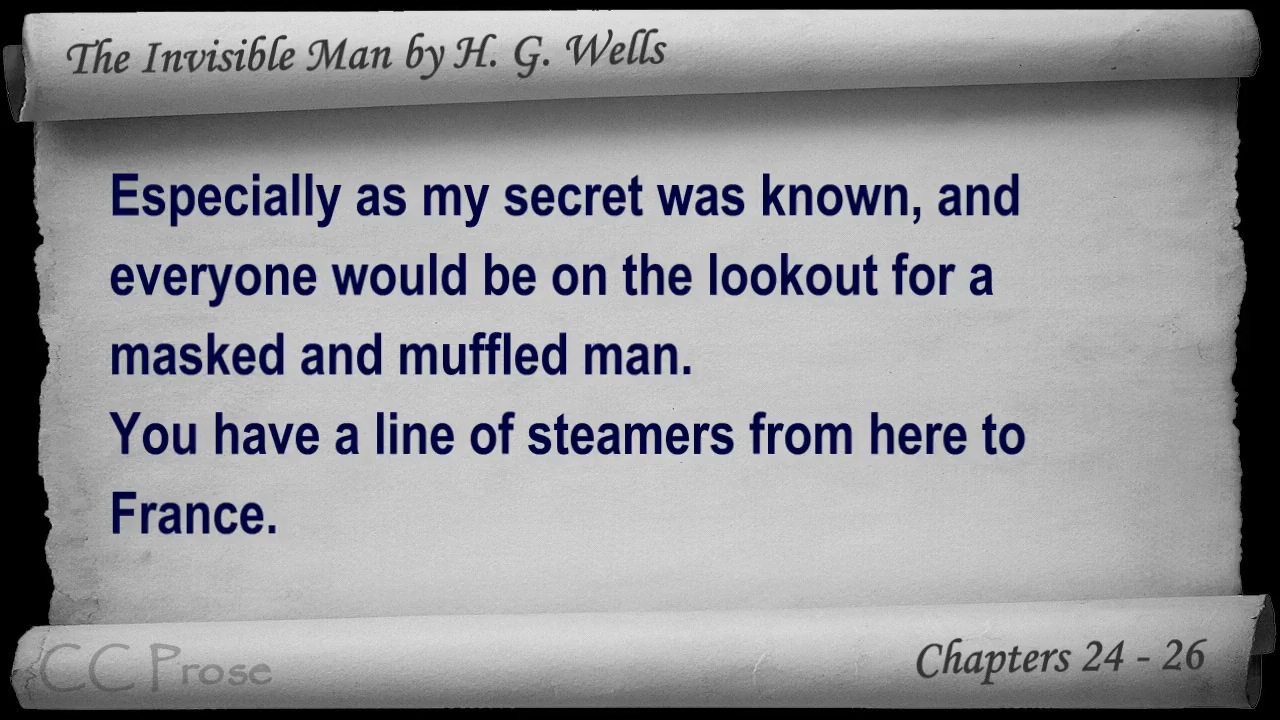 The Invisible Man by H. G. Wells
Especially as my secret was known, and
everyone would be on the lookout for a
masked and muffled man.
You have a line of steamers from here to
France.
CC Prose
Chapters 24 - 26